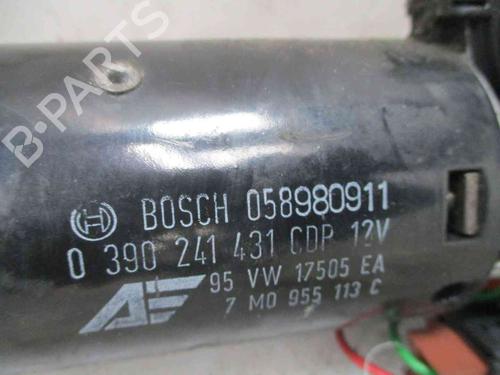 B-PARTS
BOSCH 058980911
0 390 241 431 CDP 12V
95 VW 17505 EA
7 M0 955 113 C